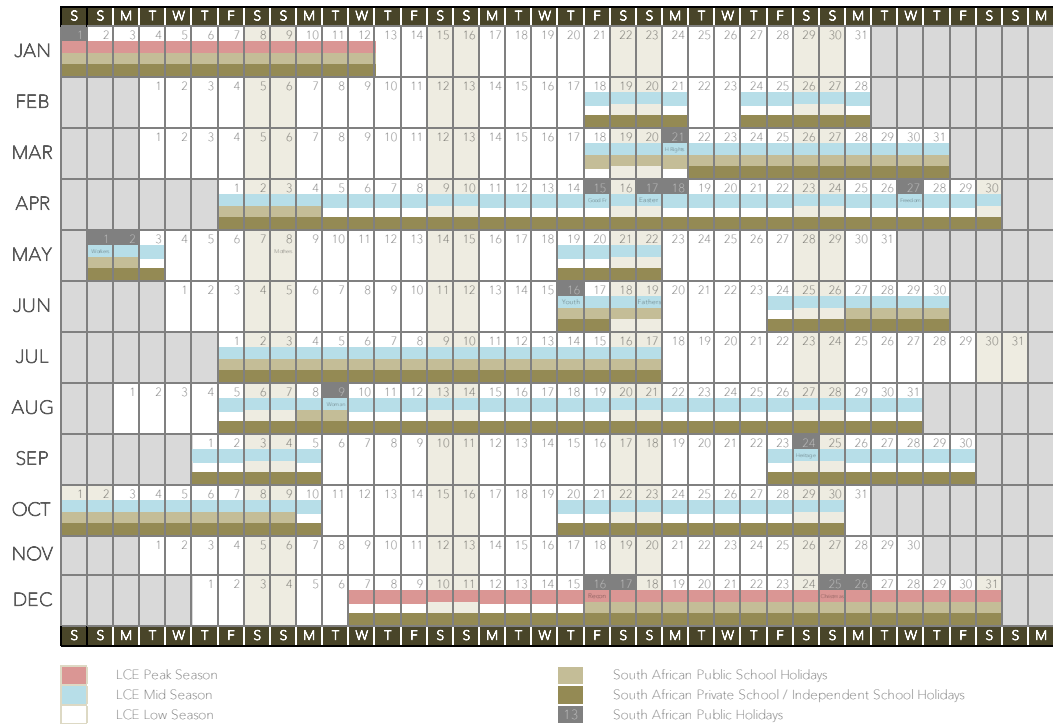 S S M T W T F S S M T W T F S S M T W T F S S M T W T F S S M T W T F S S M
JAN 1 2 3 4 5 6 7 8 9 10 11 12 13 14 15 16 17 18 19 20 21 22 23 24 25 26 27 28 29 30 31
FEB 1 2 3 4 5 6 7 8 9 10 11 12 13 14 15 16 17 18 19 20 21 22 23 24 25 26 27 28
MAR 1 2 3 4 5 6 7 8 9 10 11 12 13 14 15 16 17 18 19 20 21 22 23 24 25 26 27 28 29 30 31
H Rights
APR 1 2 3 4 5 6 7 8 9 10 11 12 13 14 15 16 17 18 19 20 21 22 23 24 25 26 27 28 29 30
MAY 1 2 3 4 5 6 7 8 9 10 11 12 13 14 15 16 17 18 19 20 21 22 23 24 25 26 27 28 29 30 31
JUN 1 2 3 4 5 6 7 8 9 10 11 12 13 14 15 16 17 18 19 20 21 22 23 24 25 26 27 28 29 30
Youth Fathers
JUL 1 2 3 4 5 6 7 8 9 10 11 12 13 14 15 16 17 18 19 20 21 22 23 24 25 26 27 28 29 30 31
AUG 1 2 3 4 5 6 7 8 9 10 11 12 13 14 15 16 17 18 19 20 21 22 23 24 25 26 27 28 29 30 31
SEP 1 2 3 4 5 6 7 8 9 10 11 12 13 14 15 16 17 18 19 20 21 22 23 24 25 26 27 28 29 30
Heritage
OCT 1 2 3 4 5 6 7 8 9 10 11 12 13 14 15 16 17 18 19 20 21 22 23 24 25 26 27 28 29 30 31
NOV 1 2 3 4 5 6 7 8 9 10 11 12 13 14 15 16 17 18 19 20 21 22 23 24 25 26 27 28 29 30
DEC 1 2 3 4 5 6 7 8 9 10 11 12 13 14 15 16 17 18 19 20 21 22 23 24 25 26 27 28 29 30 31
S S M T W T F S S M T W T F S S M T W T F S S M T W T F S S M T W T F S S M
LCE Peak Season
LCE Mid Season
LCE Low Season
South African Public School Holidays
South African Private School / Independent School Holidays
13 South African Public Holidays